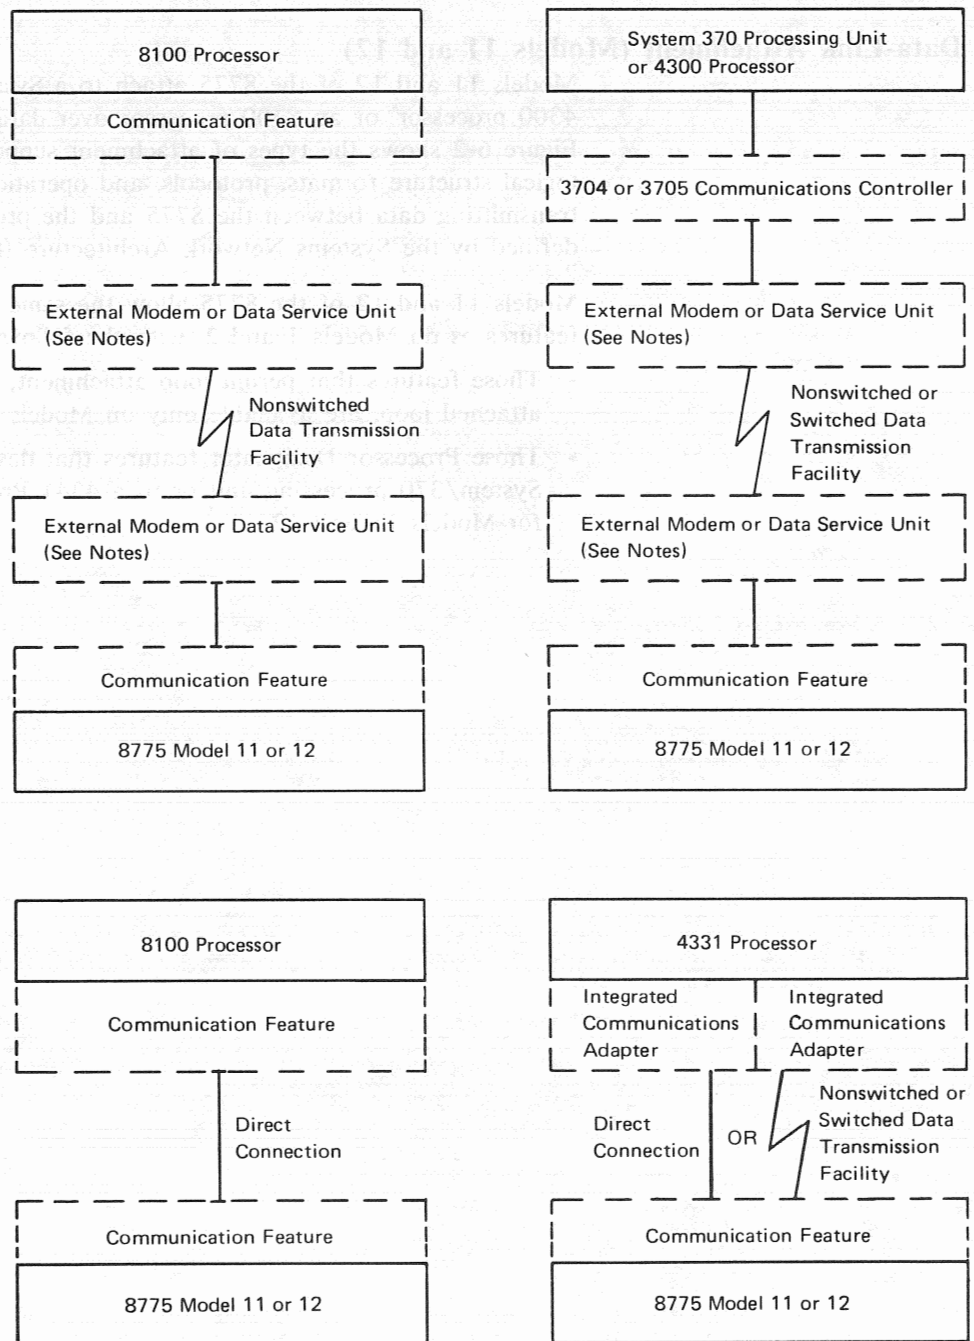 8100 Processor
Communication Feature
External Modem or Data Service Unit
(See Notes)
Nonswitched
Data Transmission
Facility
External Modem or Data Service Unit
(See Notes)
Communication Feature
8775 Model 11 or 12
System 370 Processing Unit
or 4300 Processor
3704 or 3705 Communications Controller
External Modem or Data Service Unit
(See Notes)
Nonswitched or
Switched Data
Transmission
Facility
External Modem or Data Service Unit
(See Notes)
Communication Feature
8775 Model 11 or 12
8100 Processor
Communication Feature
Direct
Connection
Communication Feature
8775 Model 11 or 12
4331 Processor
Integrated
Communications
Adapter
Integrated
Communications
Adapter
Direct
Connection
OR
Nonswitched or
Switched Data
Transmission
Facility
Communication Feature
8775 Model 11 or 12